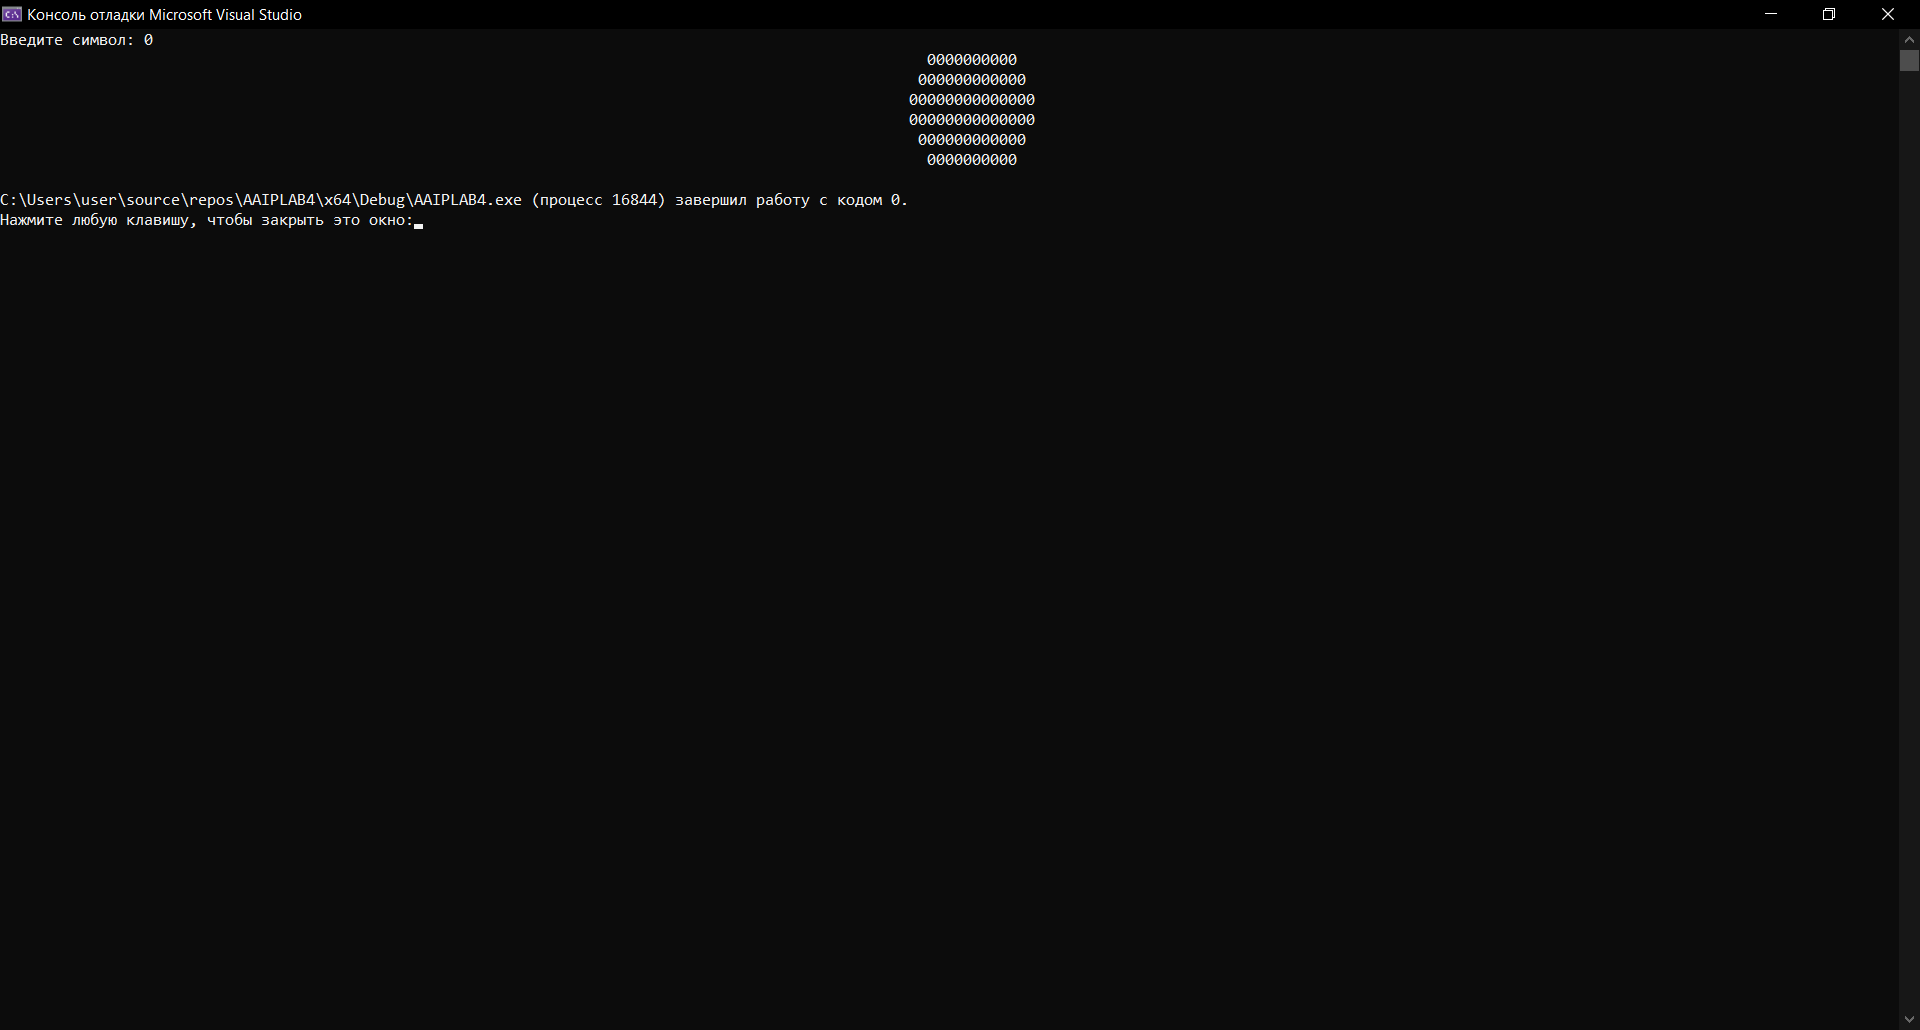 Консоль отладки Microsoft Visual Studio
Введите символ: 0
0000000000
000000000000
00000000000000
00000000000000
000000000000
0000000000
C:\Users\user\source\repos\AAIPLAB4\x64\Debug\AAIPLAB4.exe (процесс 16844) завершил работу с кодом 0.
Нажмите любую клавишу, чтобы закрыть это окно: